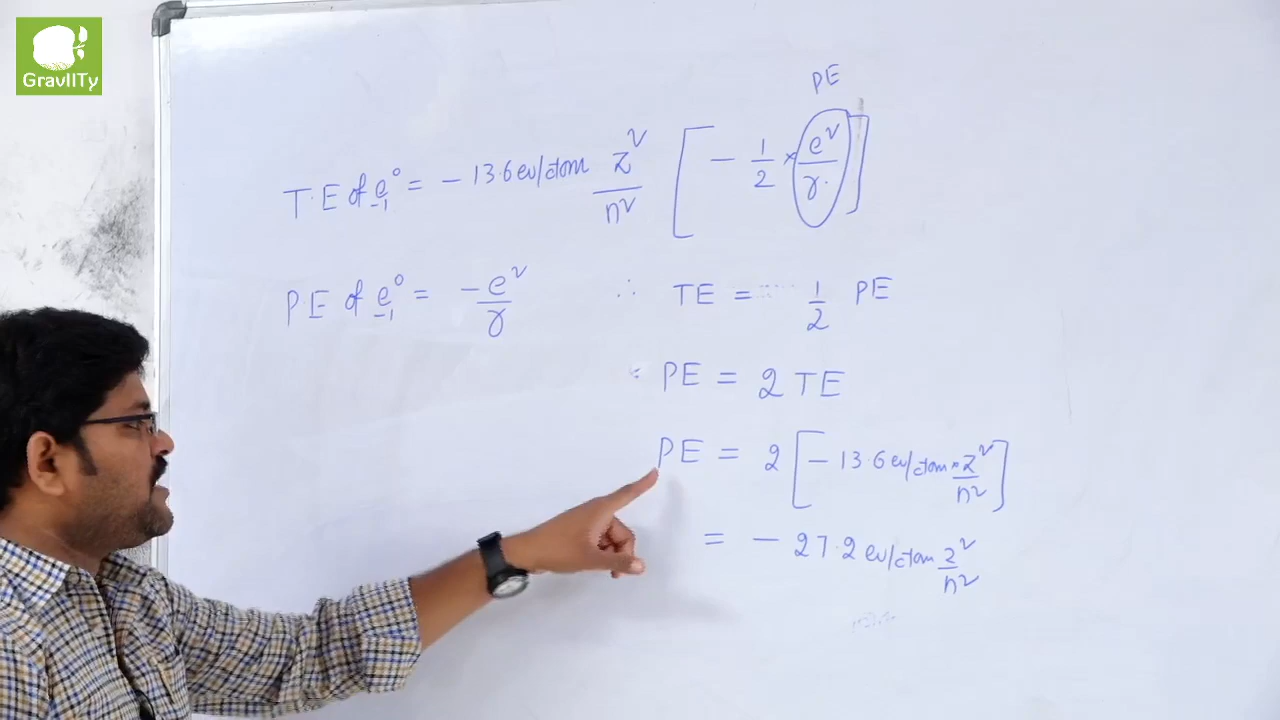 GravIITy
PE
T.E of e⁰₋₁ = - 13.6 ev/atom z²/n² [ - 1/2 × e²/r ]
P.E of e⁰₋₁ = -e²/r
∴ TE = 1/2 PE
PE = 2 TE
PE = 2 [ - 13.6 ev/atom × z²/n² ]
= - 27.2 ev/atom z²/n²